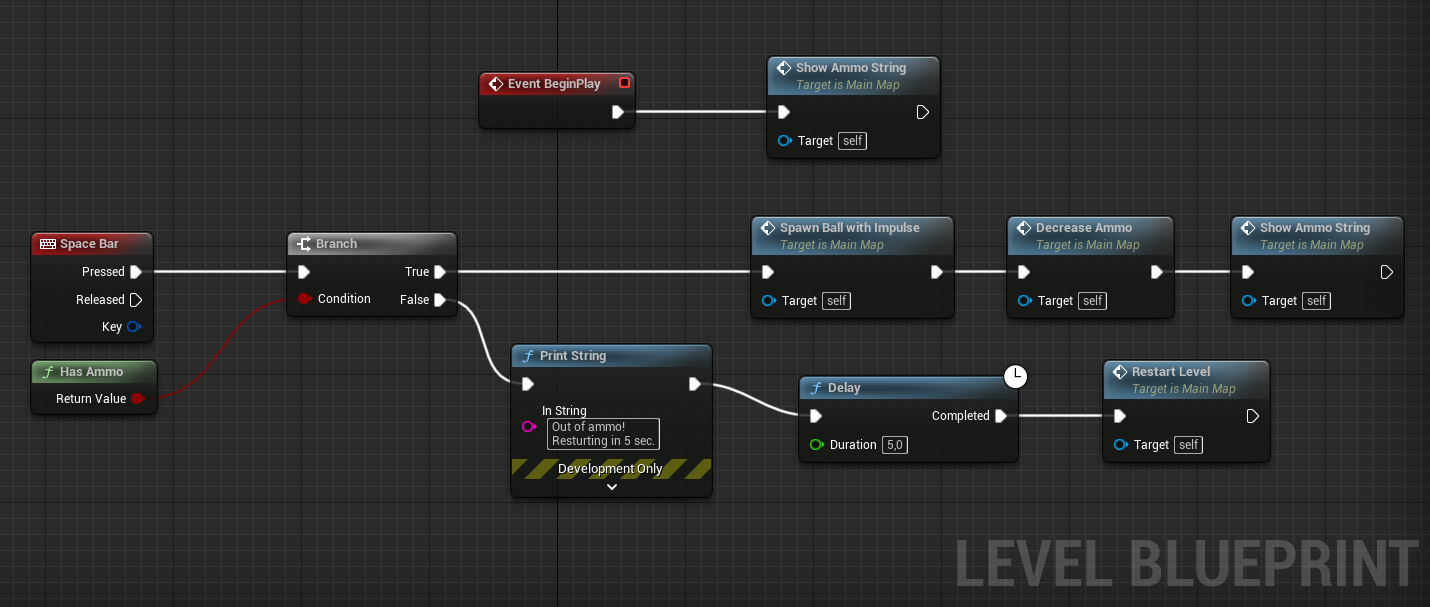 Event BeginPlay
Show Ammo String
Target is Main Map
Target self
Space Bar
Pressed
Released
Key
Has Ammo
Return Value
Branch
True
Condition
False
Spawn Ball with Impulse
Target is Main Map
Target self
Decrease Ammo
Target is Main Map
Target self
Show Ammo String
Target is Main Map
Target self
Print String
In String
Out of ammo!
Resturting in 5 sec.
Development Only
Delay
Completed
Duration 5,0
Restart Level
Target is Main Map
Target self
LEVEL BLUEPRINT